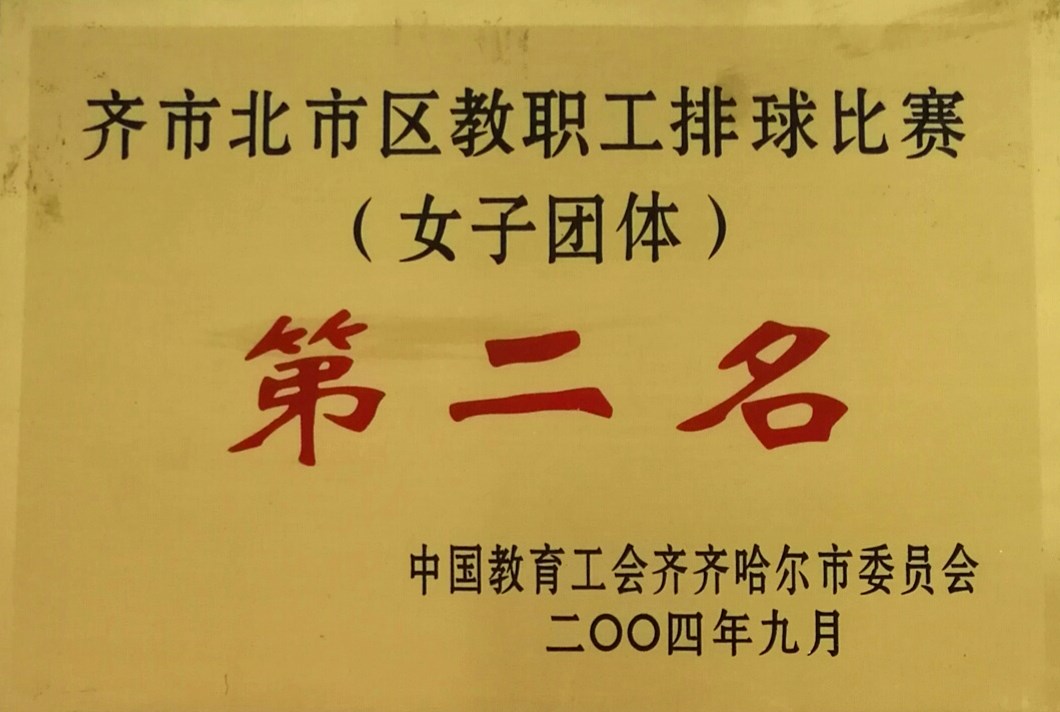 齐市北市区教职工排球比赛
（女子团体）
第二名
中国教育工会齐齐哈尔市委员会
二〇〇四年九月